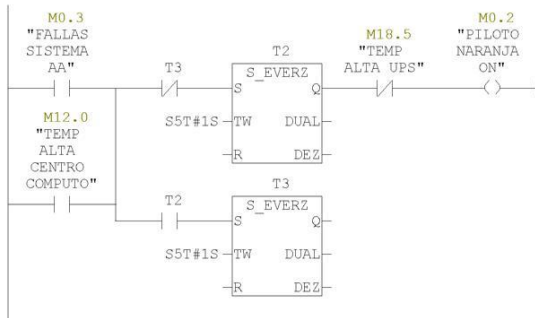 M0.3
"FALLAS
SISTEMA
AA"
T3
T2
S_EVERZ
S
Q
S5T#1S
TW
DUAL
R
DEZ
M18.5
"TEMP
ALTA UPS"
M0.2
"PILOTO
NARANJA
ON"
M12.0
"TEMP
ALTA
CENTRO
COMPUTO"
T2
T3
S_EVERZ
S
Q
S5T#1S
TW
DUAL
R
DEZ